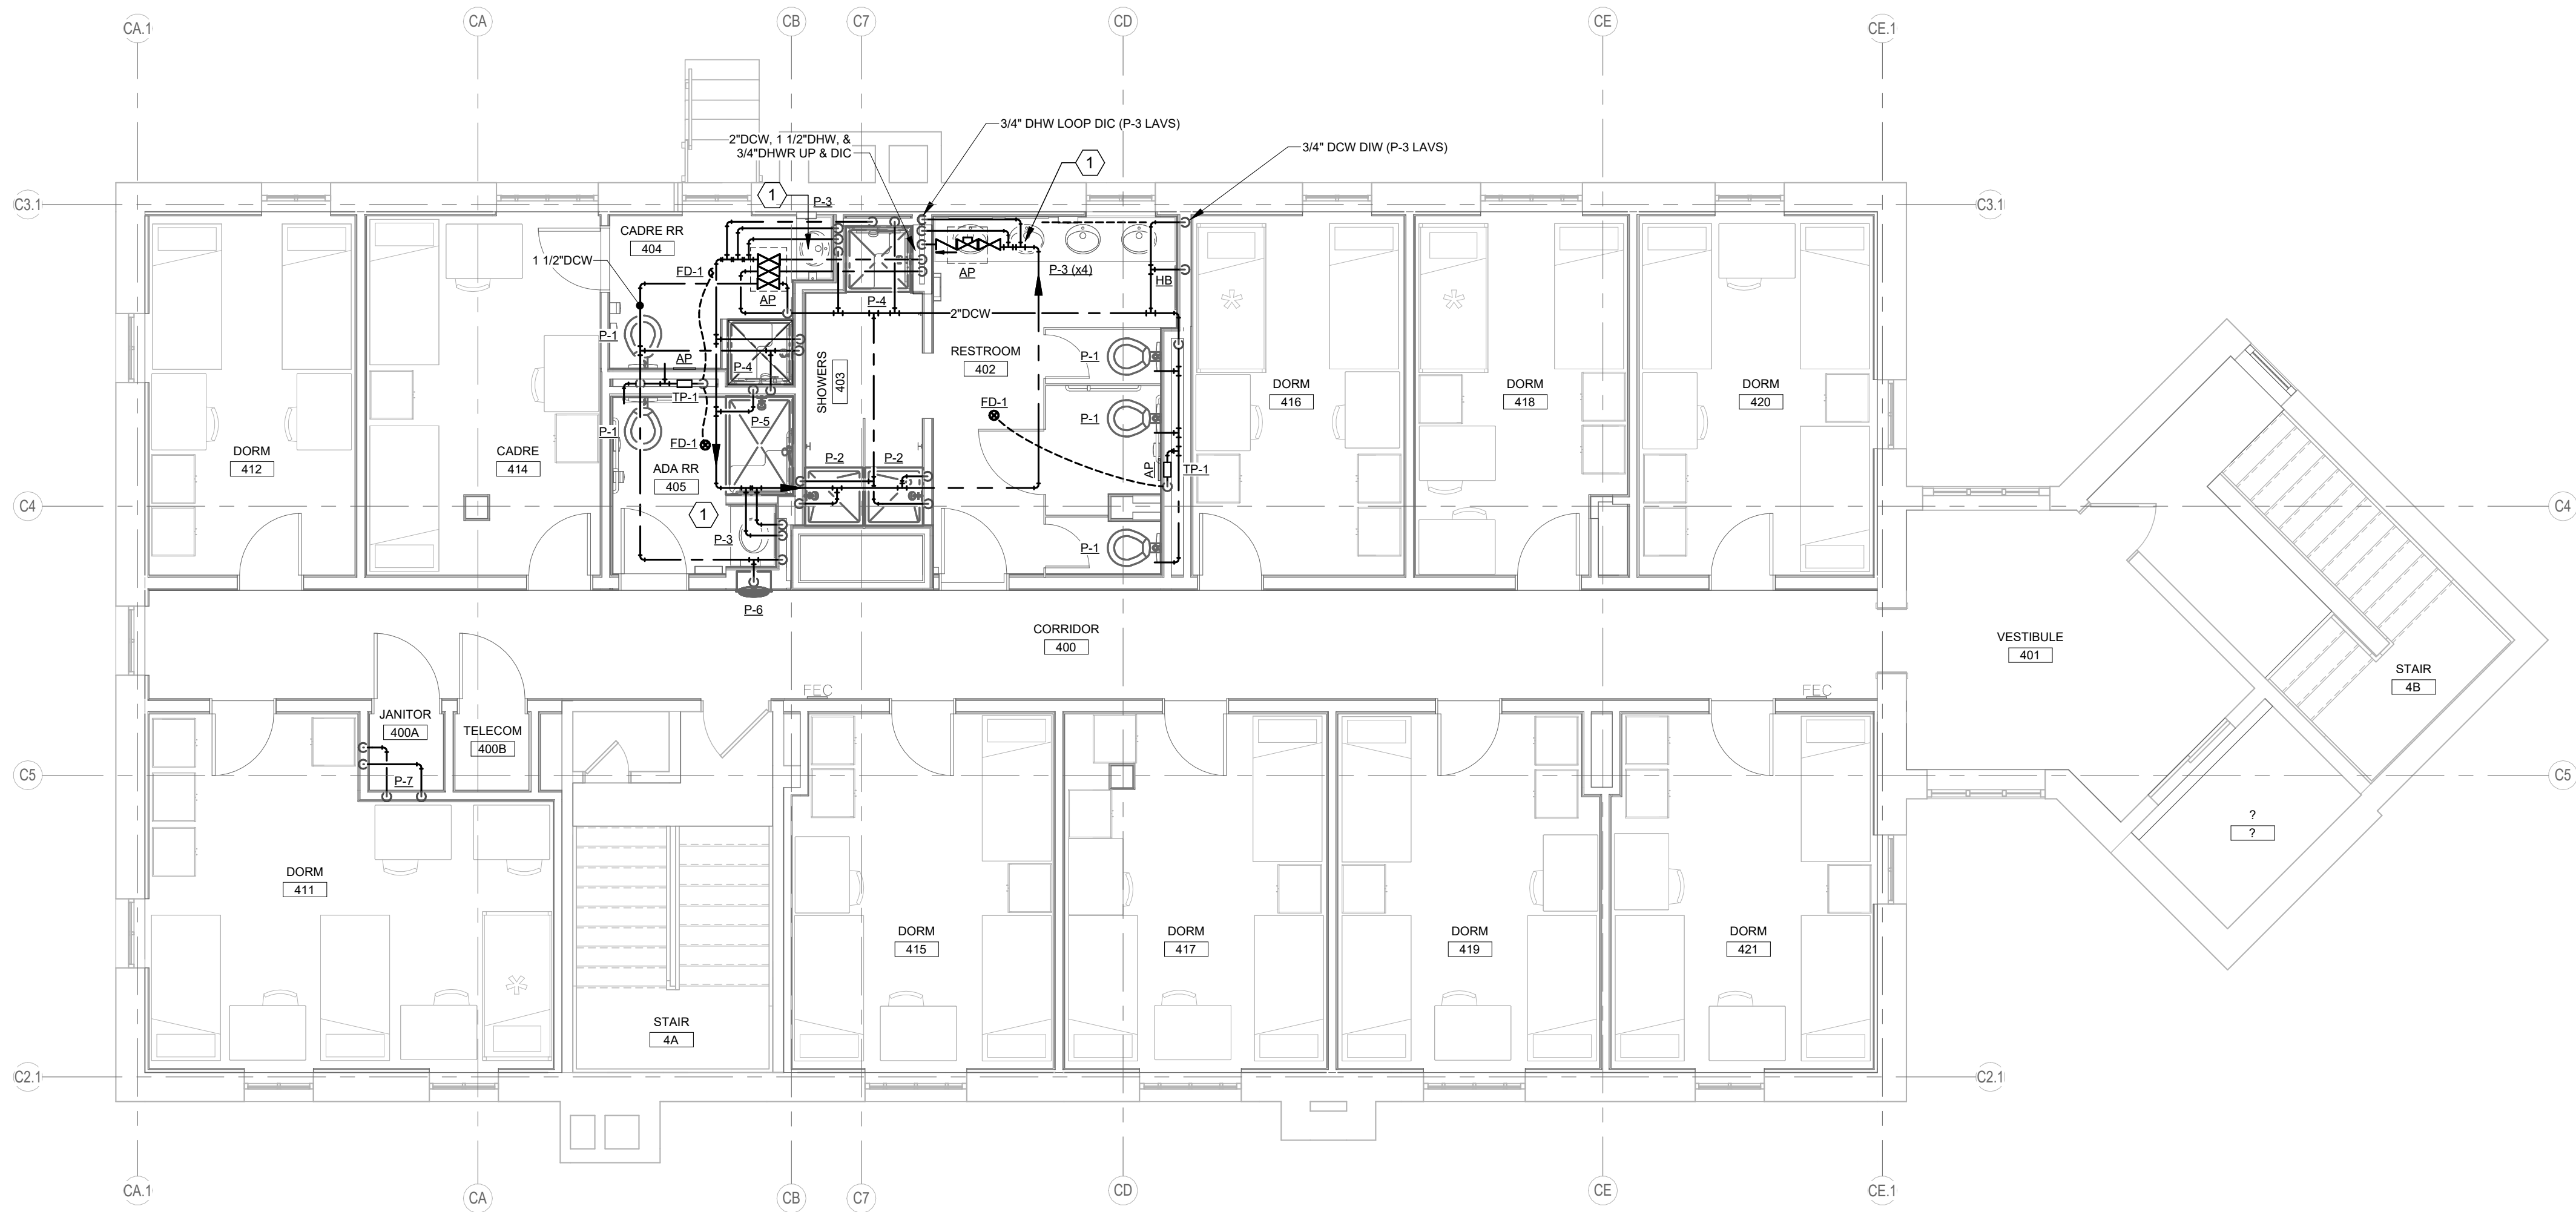 CA.1
CA
CB
C7
CD
CE
CE.1
2"DCW, 1 1/2"DHW, &
3/4"DHWR UP & DIC
3/4" DHW LOOP DIC (P-3 LAVS)
3/4" DCW DIW (P-3 LAVS)
1
1
C3.1
C3.1
P-3
CADRE RR
404
1 1/2"DCW
FD-1
AP
AP
P-3 (x4)
HB
P-4
2"DCW
P-1
AP
P-4
TP-1
SHOWERS
403
RESTROOM
402
P-1
DORM
416
DORM
418
DORM
420
FD-1
P-1
P-1
P-5
FD-1
DORM
412
CADRE
414
ADA RR
405
P-2
P-2
AP
TP-1
C4
C4
1
P-3
P-1
P-6
CORRIDOR
400
VESTIBULE
401
STAIR
4B
FEC
FEC
JANITOR
400A
TELECOM
400B
C5
C5
P-7
?
?
DORM
411
DORM
415
DORM
417
DORM
419
DORM
421
STAIR
4A
C2.1
C2.1
CA.1
CA
CB
C7
CD
CE
CE.1